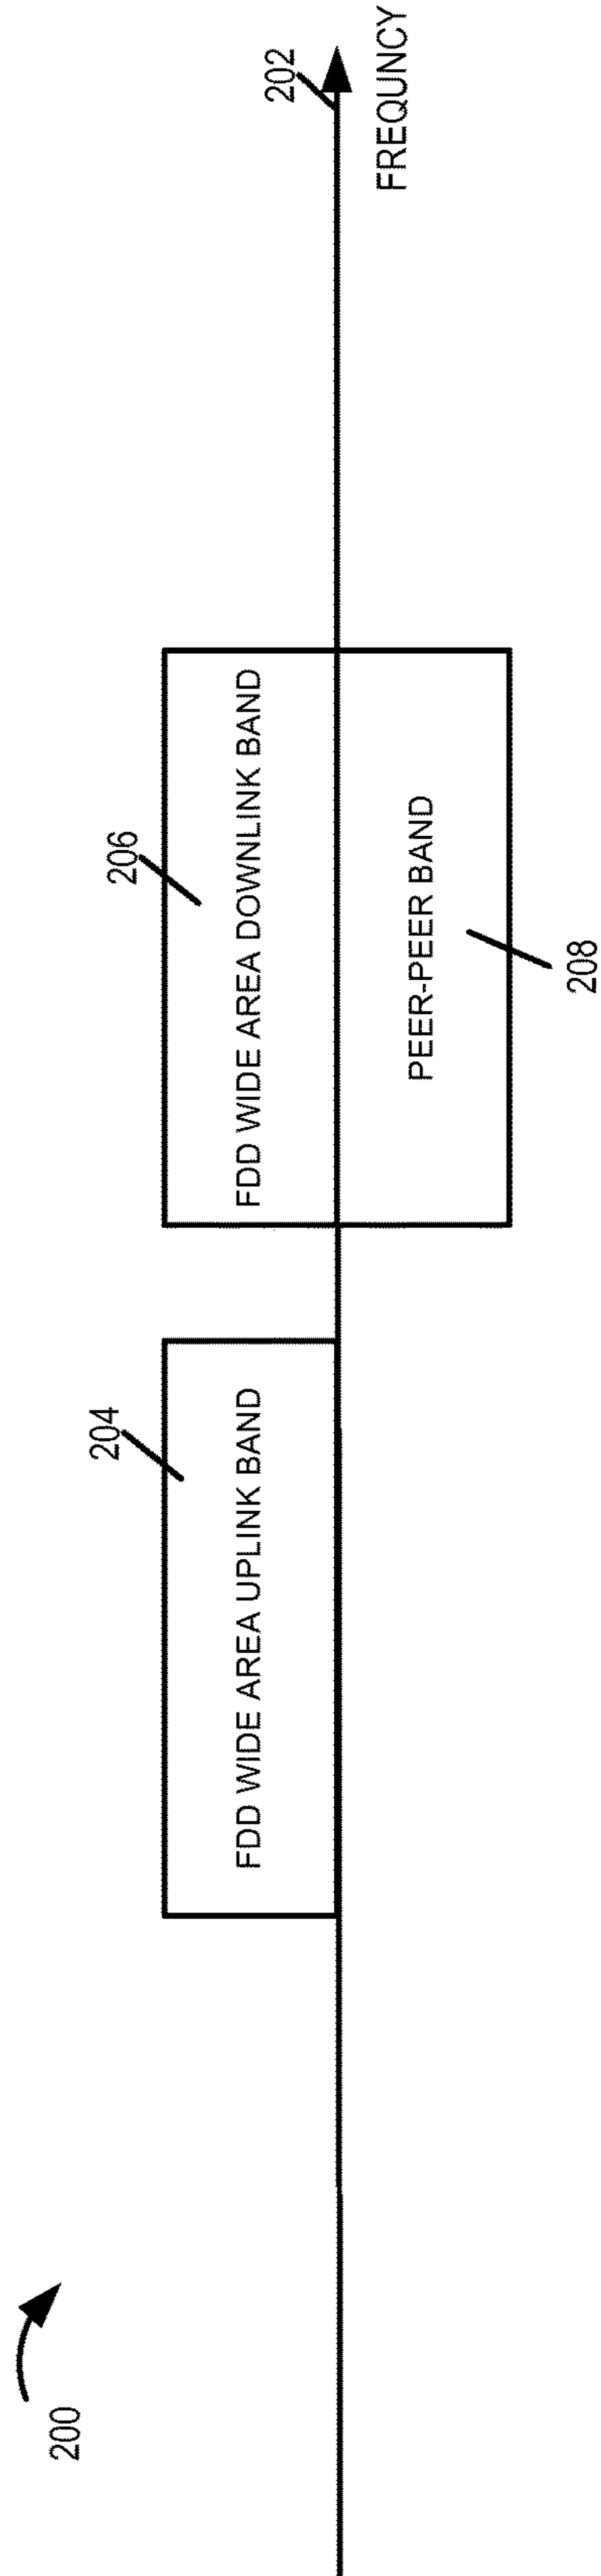 200
204
FDD WIDE AREA UPLINK BAND
206
FDD WIDE AREA DOWNLINK BAND
PEER-PEER BAND
208
202
FREQUNCY